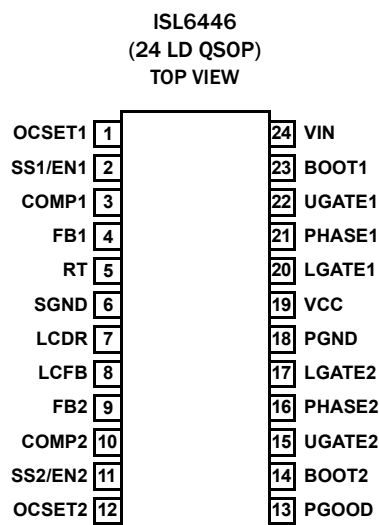 ISL6446
(24 LD QSOP)
TOP VIEW
OCSET1 1 24 VIN
SS1/EN1 2 23 BOOT1
COMP1 3 22 UGATE1
FB1 4 21 PHASE1
RT 5 20 LGATE1
SGND 6 19 VCC
LCDR 7 18 PGND
LCFB 8 17 LGATE2
FB2 9 16 PHASE2
COMP2 10 15 UGATE2
SS2/EN2 11 14 BOOT2
OCSET2 12 13 PGOOD